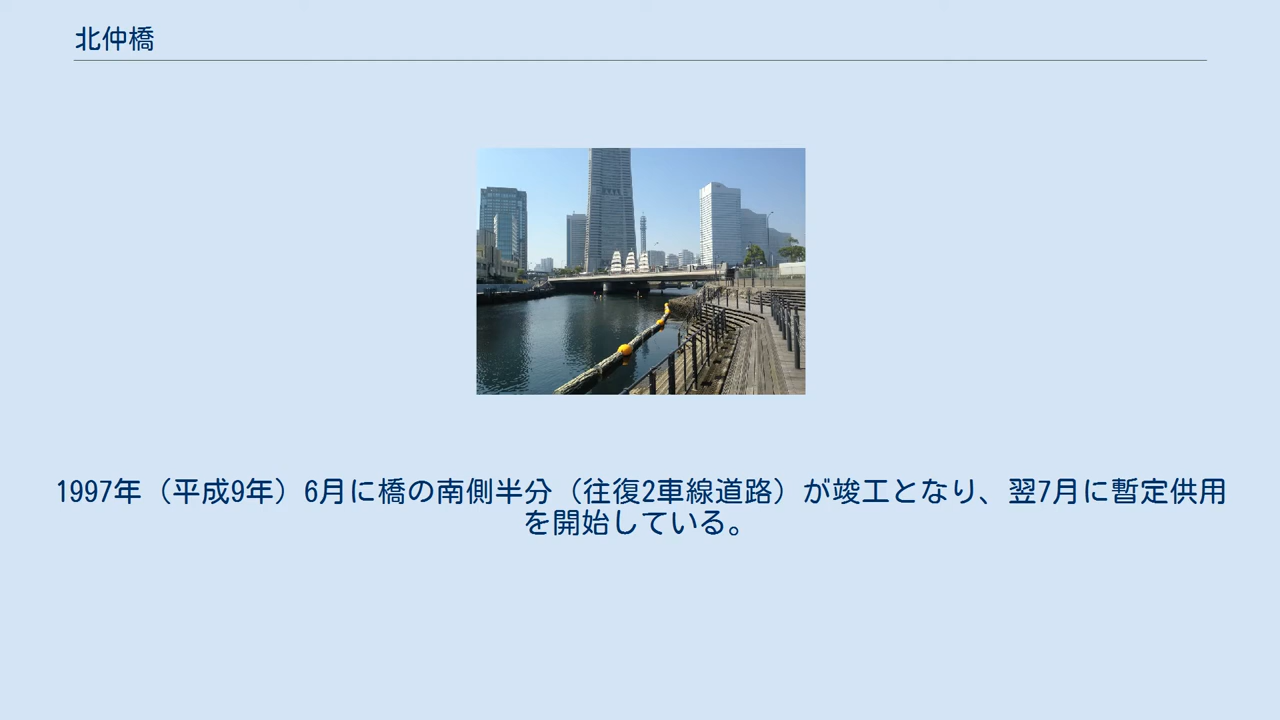 北仲橋
1997年（平成9年）6月に橋の南側半分（往復2車線道路）が竣工となり、翌7月に暫定供用
を開始している。